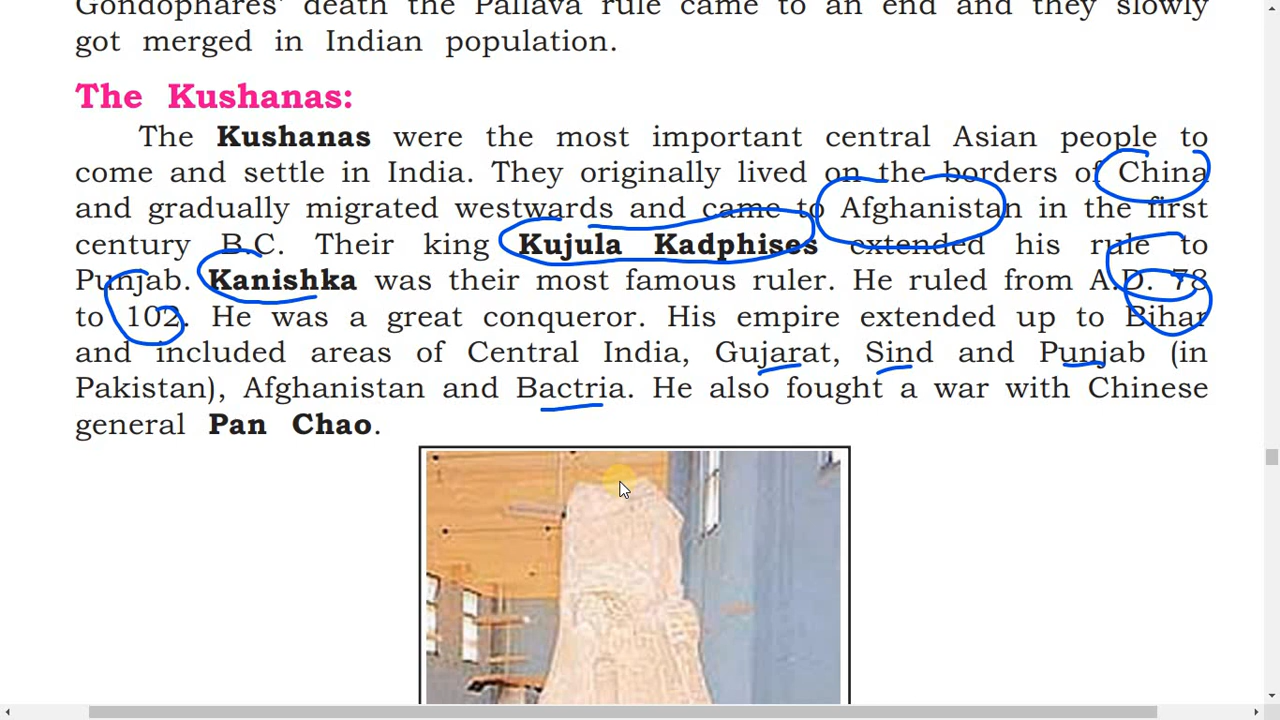 Gondophares' death the Pallava rule came to an end and they slowly
got merged in Indian population.
The Kushanas:
The Kushanas were the most important central Asian people to
come and settle in India. They originally lived on the borders of China
and gradually migrated westwards and came to Afghanistan in the first
century B.C. Their king Kujula Kadphises extended his rule to
Punjab. Kanishka was their most famous ruler. He ruled from A.D. 78
to 102. He was a great conqueror. His empire extended up to Bihar
and included areas of Central India, Gujarat, Sind and Punjab (in
Pakistan), Afghanistan and Bactria. He also fought a war with Chinese
general Pan Chao.